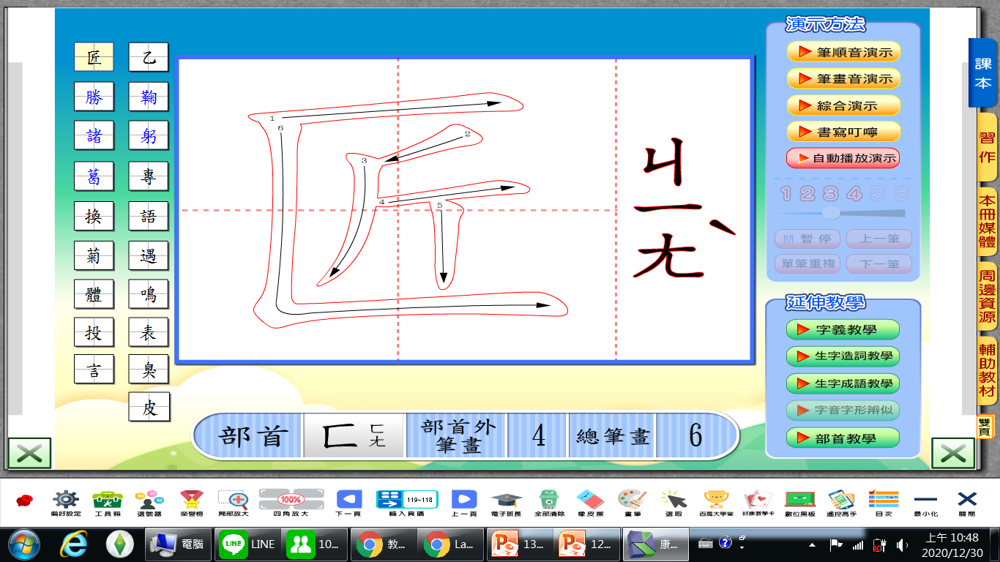 匠 乙
勝 鞠
諸 躬
葛 專
換 語
菊 遇
體 鳴
投 表
言 臭
皮
1
2
3
4
5
6
ㄐㄧㄤˋ
演示方法
筆順音演示
筆畫音演示
綜合演示
書寫叮嚀
自動播放演示
1 2 3 4 5 6
暫停 上一筆
單筆重複 下一筆
延伸教學
字義教學
生字造詞教學
生字成語教學
字音字形辨似
部首教學
課本
習作
本冊媒體
周邊資源
輔助教材
雙頁
部首 匚 ㄈㄤ 部首外筆畫 4 總筆畫 6
100% 119-118
偏好設定 工具箱 選號器 榮譽榜 局部放大 四角放大 下一頁 輸入頁碼 上一頁 電子班長 全部清除 橡皮擦 畫筆 選取 百萬大學堂 好康教學卡 數位黑板 遙控高手 目次 最小化 關閉
電腦 LINE LINE 10... 教... La... 13... 12... 康...
上午 10:48
2020/12/30